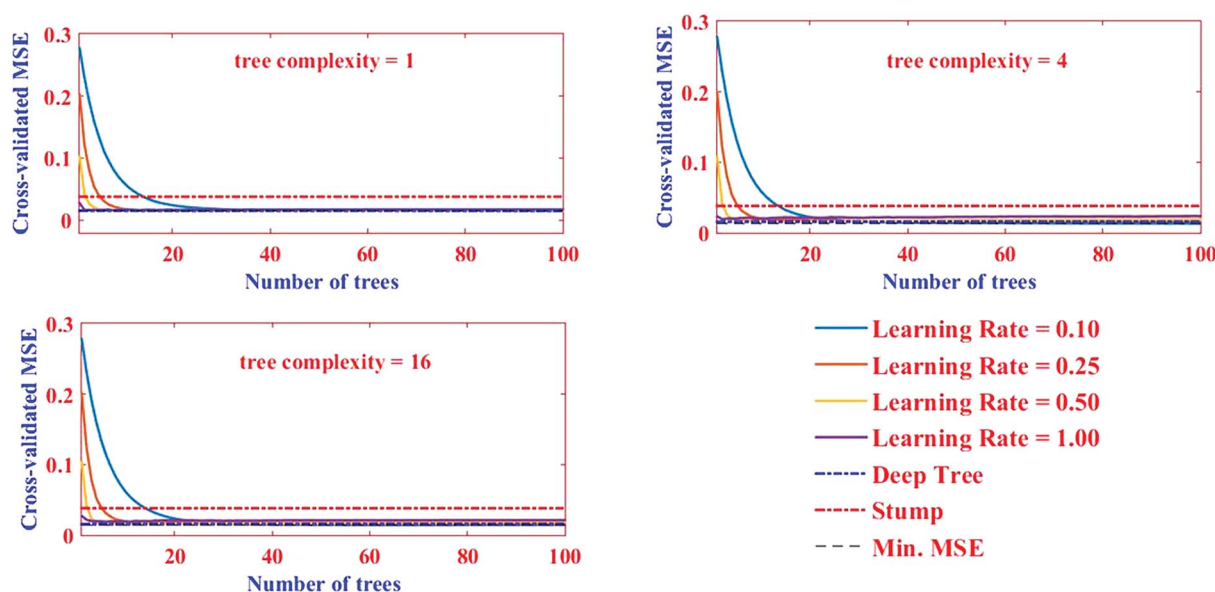 Cross-validated MSE
0.3
0.2
0.1
0
tree complexity = 1
20 40 60 80 100
Number of trees
Cross-validated MSE
0.3
0.2
0.1
0
tree complexity = 4
20 40 60 80 100
Number of trees
Cross-validated MSE
0.3
0.2
0.1
0
tree complexity = 16
20 40 60 80 100
Number of trees
Learning Rate = 0.10
Learning Rate = 0.25
Learning Rate = 0.50
Learning Rate = 1.00
Deep Tree
Stump
Min. MSE